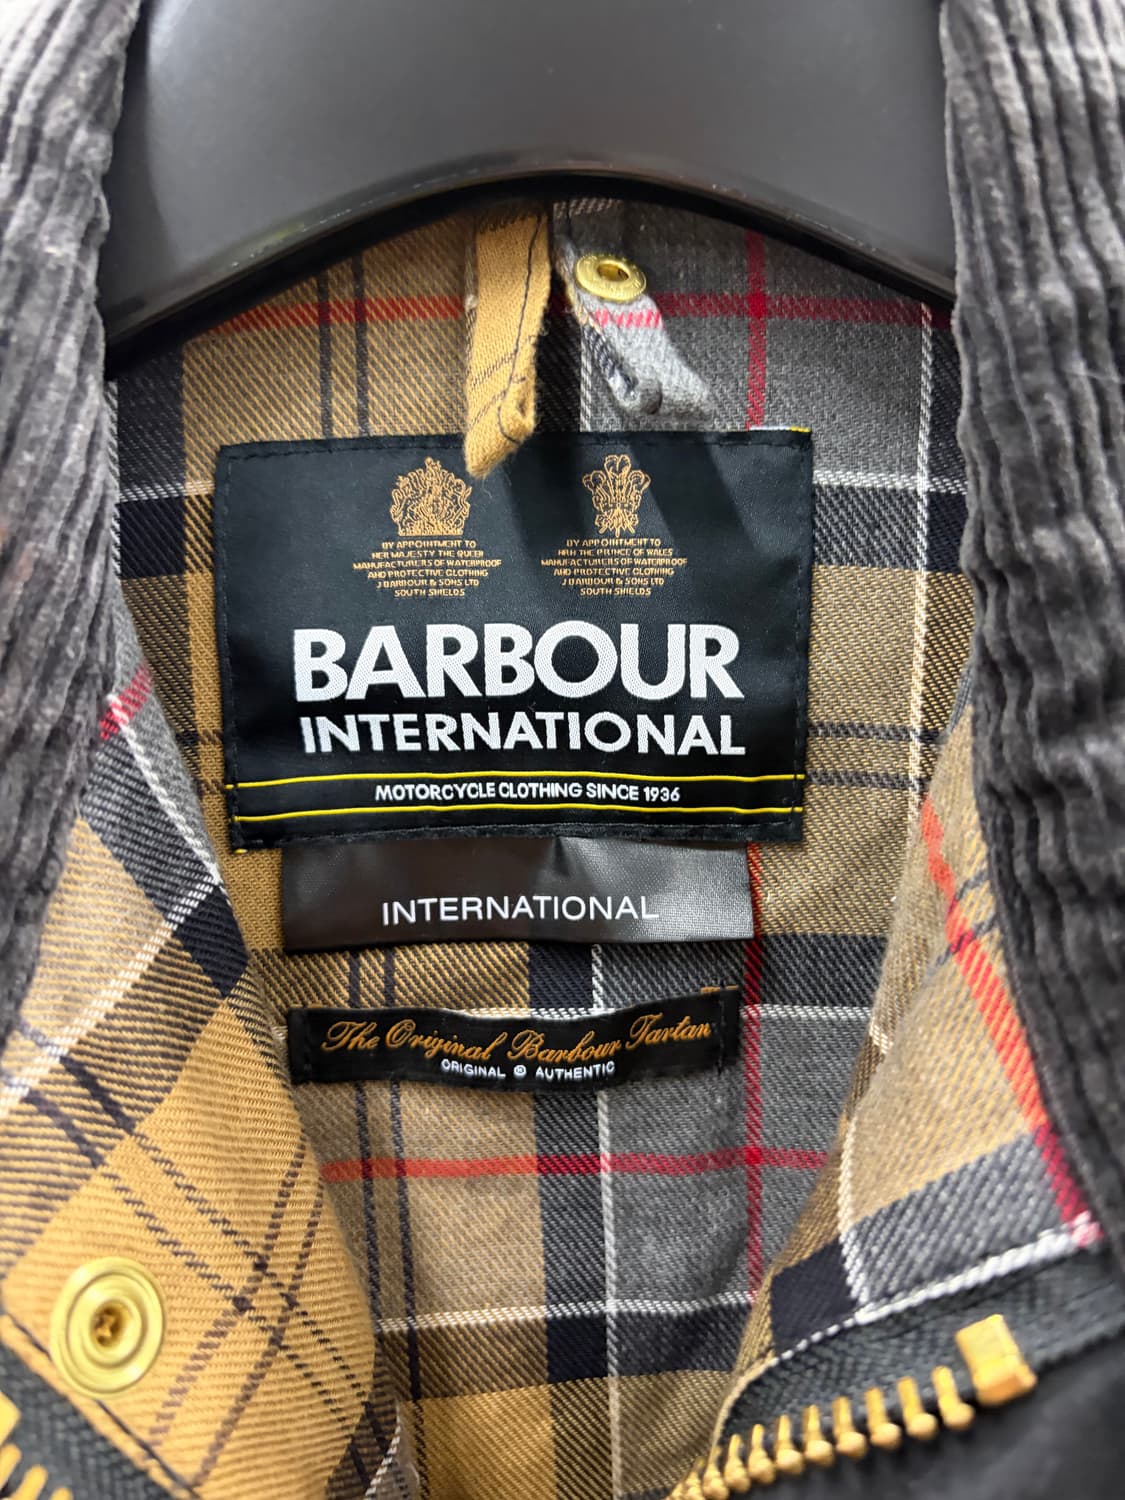 BY APPOINTMENT TO
HER MAJESTY THE QUEEN
MANUFACTURERS OF WATERPROOF
AND PROTECTIVE CLOTHING
J BARBOUR & SONS LTD
SOUTH SHIELDS
BY APPOINTMENT TO
HRH THE PRINCE OF WALES
MANUFACTURERS OF WATERPROOF
AND PROTECTIVE CLOTHING
J BARBOUR & SONS LTD
SOUTH SHIELDS
BARBOUR
INTERNATIONAL
MOTORCYCLE CLOTHING SINCE 1936
INTERNATIONAL
The Original Barbour Tartan
ORIGINAL ® AUTHENTIC